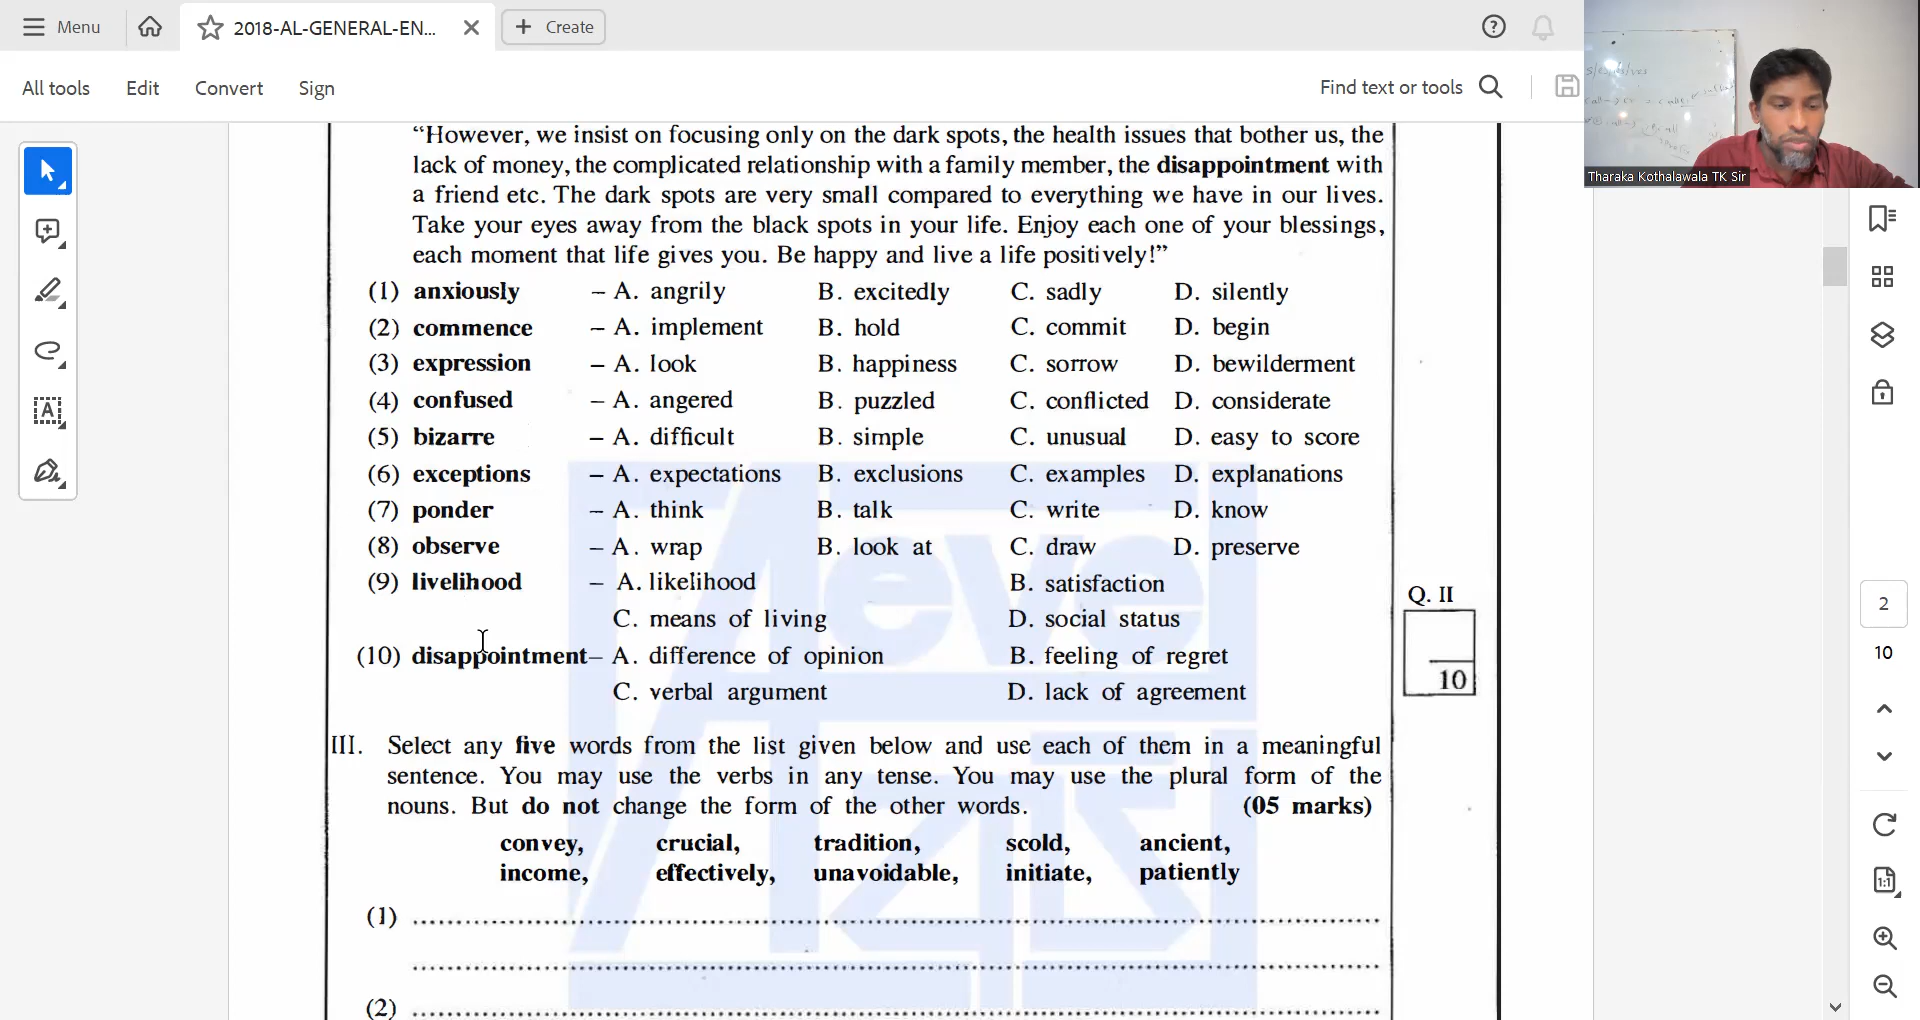 Menu
2018-AL-GENERAL-EN...
Create
All tools
Edit
Convert
Sign
Find text or tools
Tharaka Kothalawala TK Sir
“However, we insist on focusing only on the dark spots, the health issues that bother us, the
lack of money, the complicated relationship with a family member, the disappointment with
a friend etc. The dark spots are very small compared to everything we have in our lives.
Take your eyes away from the black spots in your life. Enjoy each one of your blessings,
each moment that life gives you. Be happy and live a life positively!”
(1) anxiously – A. angrily B. excitedly C. sadly D. silently
(2) commence – A. implement B. hold C. commit D. begin
(3) expression – A. look B. happiness C. sorrow D. bewilderment
(4) confused – A. angered B. puzzled C. conflicted D. considerate
(5) bizarre – A. difficult B. simple C. unusual D. easy to score
(6) exceptions – A. expectations B. exclusions C. examples D. explanations
(7) ponder – A. think B. talk C. write D. know
(8) observe – A. wrap B. look at C. draw D. preserve
(9) livelihood – A. likelihood B. satisfaction
C. means of living D. social status
(10) disappointment – A. difference of opinion B. feeling of regret
C. verbal argument D. lack of agreement
Q. II
10
III. Select any five words from the list given below and use each of them in a meaningful
sentence. You may use the verbs in any tense. You may use the plural form of the
nouns. But do not change the form of the other words. (05 marks)
convey, crucial, tradition, scold, ancient,
income, effectively, unavoidable, initiate, patiently
(1) ....................
....................
(2) ....................
2
10